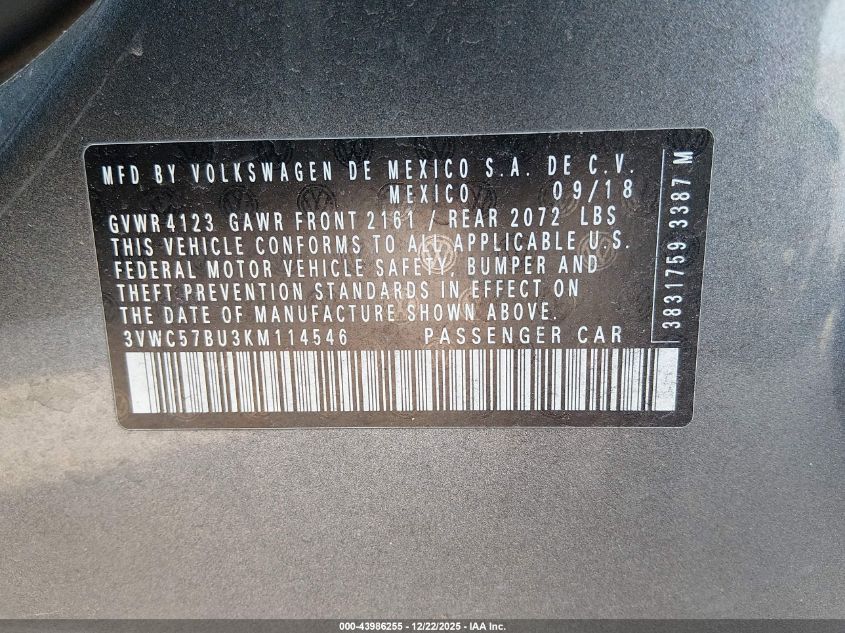 MFD BY VOLKSWAGEN DE MEXICO S.A. DE C.V.
MEXICO 09/18
GVWR 4123 GAWR FRONT 2161 / REAR 2072 LBS
THIS VEHICLE CONFORMS TO ALL APPLICABLE U.S.
FEDERAL MOTOR VEHICLE SAFETY, BUMPER AND
THEFT PREVENTION STANDARDS IN EFFECT ON
THE DATE OF MANUFACTURE SHOWN ABOVE.
3VWC57BU3KM114546 PASSENGER CAR
3831759 3387 M
000-43986255 - 12/22/2025 - IAA Inc.